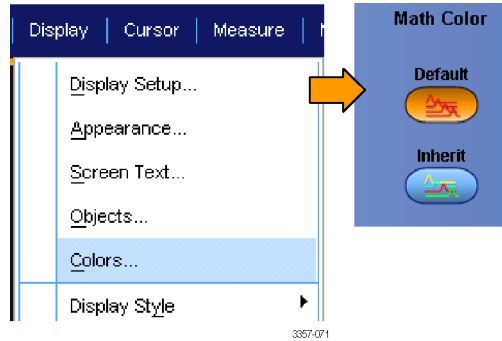 Display Cursor Measure
Display Setup...
Appearance...
Screen Text...
Objects...
Colors...
Display Style
3357-071
Math Color
Default
Inherit